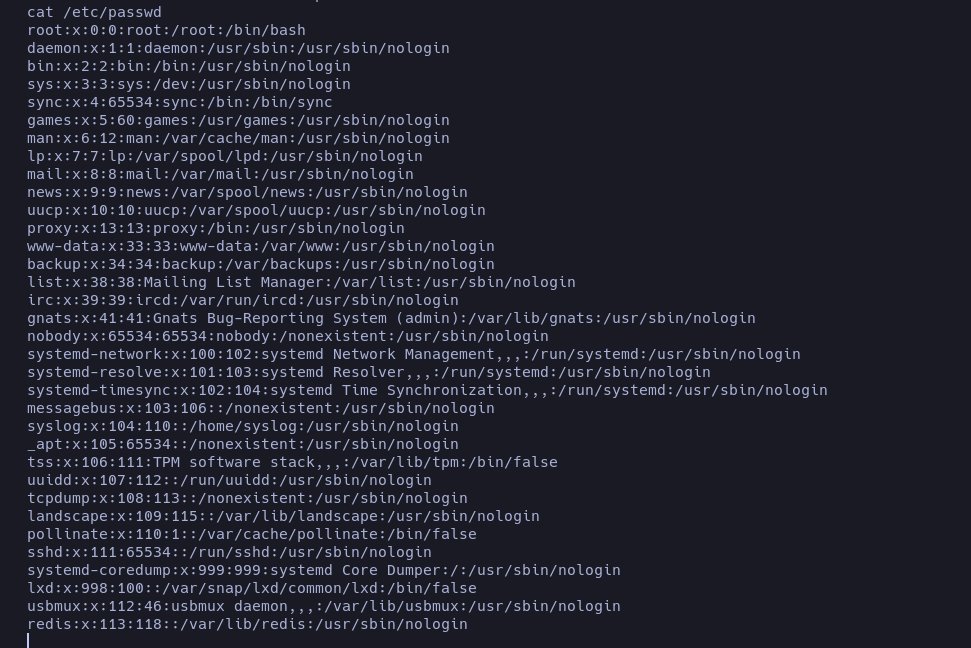 cat /etc/passwd
root:x:0:0:root:/root:/bin/bash
daemon:x:1:1:daemon:/usr/sbin:/usr/sbin/nologin
bin:x:2:2:bin:/bin:/usr/sbin/nologin
sys:x:3:3:sys:/dev:/usr/sbin/nologin
sync:x:4:65534:sync:/bin:/bin/sync
games:x:5:60:games:/usr/games:/usr/sbin/nologin
man:x:6:12:man:/var/cache/man:/usr/sbin/nologin
lp:x:7:7:lp:/var/spool/lpd:/usr/sbin/nologin
mail:x:8:8:mail:/var/mail:/usr/sbin/nologin
news:x:9:9:news:/var/spool/news:/usr/sbin/nologin
uucp:x:10:10:uucp:/var/spool/uucp:/usr/sbin/nologin
proxy:x:13:13:proxy:/bin:/usr/sbin/nologin
www-data:x:33:33:www-data:/var/www:/usr/sbin/nologin
backup:x:34:34:backup:/var/backups:/usr/sbin/nologin
list:x:38:38:Mailing List Manager:/var/list:/usr/sbin/nologin
irc:x:39:39:ircd:/var/run/ircd:/usr/sbin/nologin
gnats:x:41:41:Gnats Bug-Reporting System (admin):/var/lib/gnats:/usr/sbin/nologin
nobody:x:65534:65534:nobody:/nonexistent:/usr/sbin/nologin
systemd-network:x:100:102:systemd Network Management,,,:/run/systemd:/usr/sbin/nologin
systemd-resolve:x:101:103:systemd Resolver,,,:/run/systemd:/usr/sbin/nologin
systemd-timesync:x:102:104:systemd Time Synchronization,,,:/run/systemd:/usr/sbin/nologin
messagebus:x:103:106::/nonexistent:/usr/sbin/nologin
syslog:x:104:110::/home/syslog:/usr/sbin/nologin
_apt:x:105:65534::/nonexistent:/usr/sbin/nologin
tss:x:106:111:TPM software stack,,,:/var/lib/tpm:/bin/false
uuidd:x:107:112::/run/uuidd:/usr/sbin/nologin
tcpdump:x:108:113::/nonexistent:/usr/sbin/nologin
landscape:x:109:115::/var/lib/landscape:/usr/sbin/nologin
pollinate:x:110:1::/var/cache/pollinate:/bin/false
sshd:x:111:65534::/run/sshd:/usr/sbin/nologin
systemd-coredump:x:999:999:systemd Core Dumper:/:/usr/sbin/nologin
lxd:x:998:100::/var/snap/lxd/common/lxd:/bin/false
usbmux:x:112:46:usbmux daemon,,,:/var/lib/usbmux:/usr/sbin/nologin
redis:x:113:118::/var/lib/redis:/usr/sbin/nologin